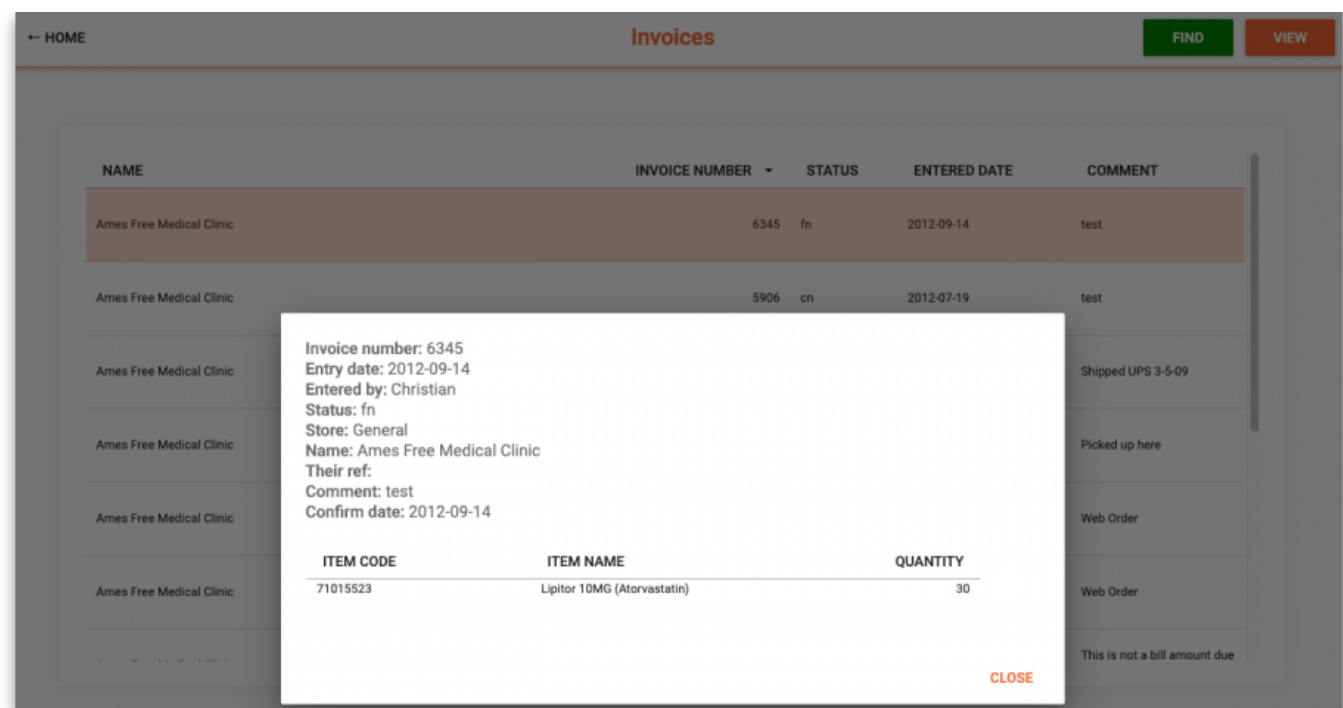 ← HOME Invoices FIND VIEW
NAME INVOICE NUMBER STATUS ENTERED DATE COMMENT
Ames Free Medical Clinic 6345 fn 2012-09-14 test
Ames Free Medical Clinic 5906 cn 2012-07-19 test
Ames Free Medical Clinic Shipped UPS 3-5-09
Ames Free Medical Clinic Picked up here
Ames Free Medical Clinic Web Order
Ames Free Medical Clinic Web Order
This is not a bill amount due
Invoice number: 6345
Entry date: 2012-09-14
Entered by: Christian
Status: fn
Store: General
Name: Ames Free Medical Clinic
Their ref:
Comment: test
Confirm date: 2012-09-14
ITEM CODE ITEM NAME QUANTITY
71015523 Lipitor 10MG (Atorvastatin) 30
CLOSE